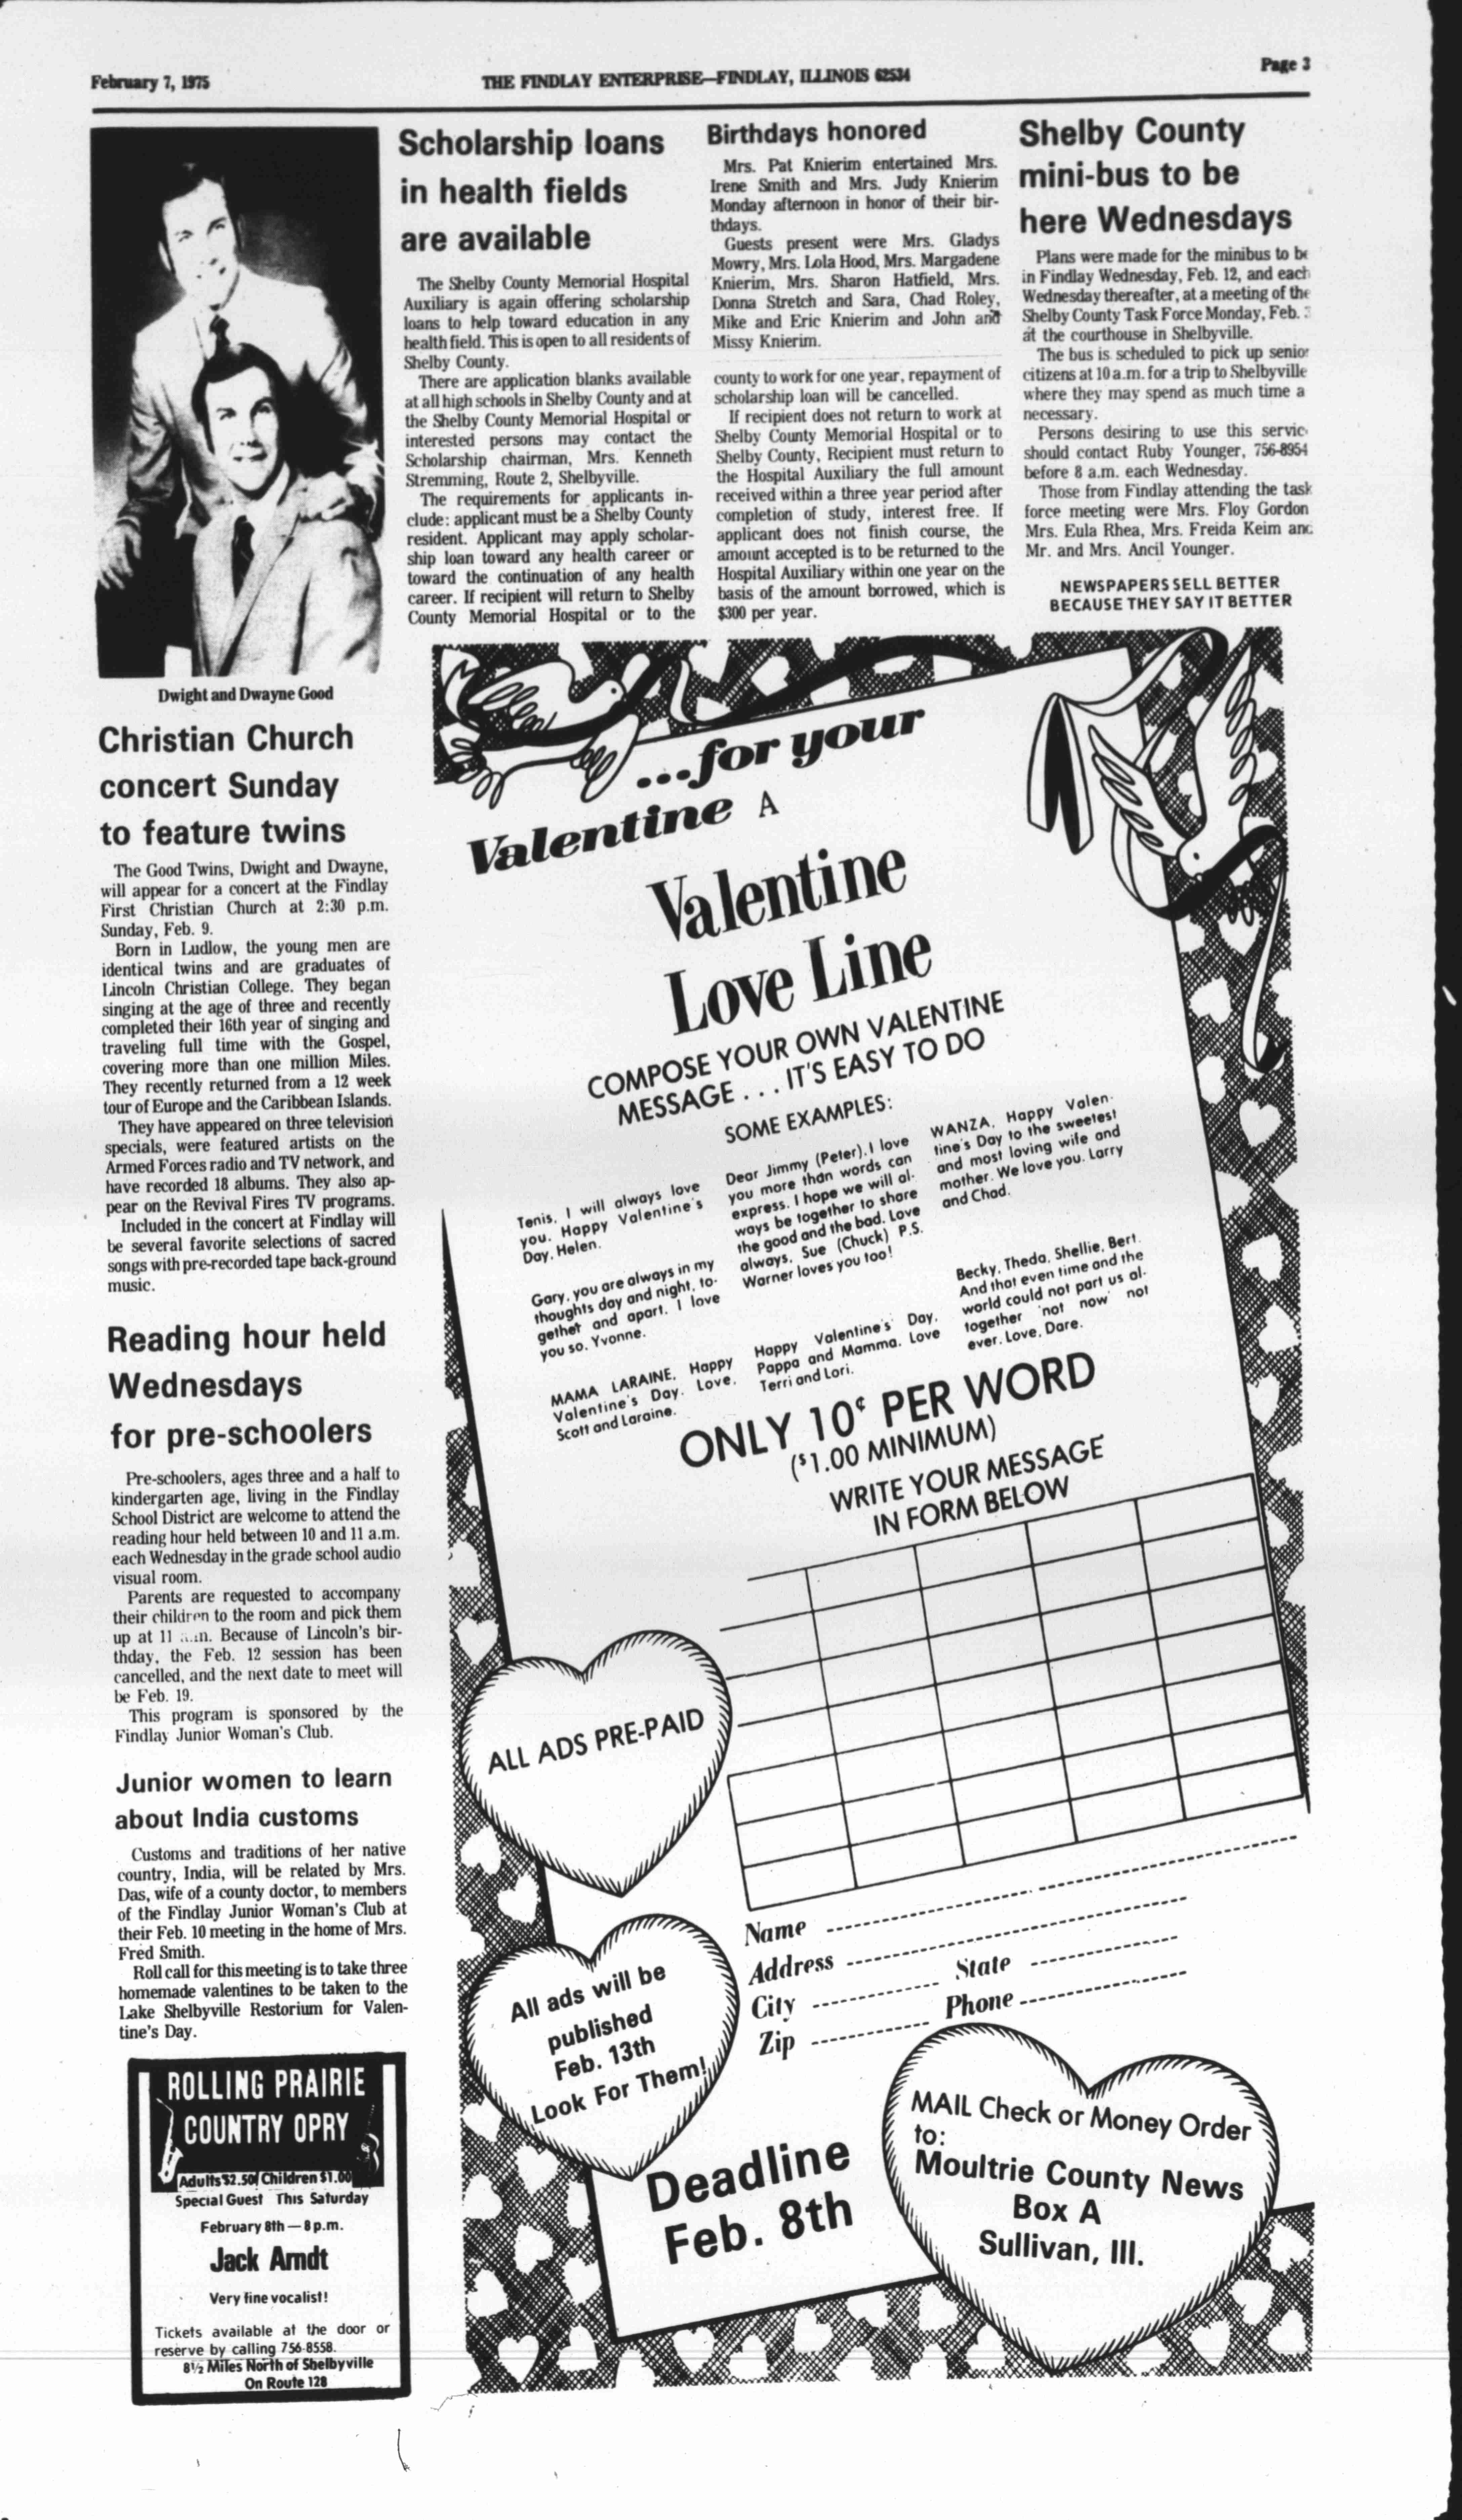 February 7, 1975
THE FINDLAY ENTERPRISE—FINDLAY, ILLINOIS 62534
Page 3
Dwight and Dwayne Good
Christian Church
concert Sunday
to feature twins
The Good Twins, Dwight and Dwayne,
will appear for a concert at the Findlay
First Christian Church at 2:30 p.m.
Sunday, Feb. 9.
Born in Ludlow, the young men are
identical twins and are graduates of
Lincoln Christian College. They began
singing at the age of three and recently
completed their 16th year of singing and
traveling full time with the Gospel,
covering more than one million Miles.
They recently returned from a 12 week
tour of Europe and the Caribbean Islands.
They have appeared on three television
specials, were featured artists on the
Armed Forces radio and TV network, and
have recorded 18 albums. They also ap-
pear on the Revival Fires TV programs.
Included in the concert at Findlay will
be several favorite selections of sacred
songs with pre-recorded tape back-ground
music.
Reading hour held
Wednesdays
for pre-schoolers
Pre-schoolers, ages three and a half to
kindergarten age, living in the Findlay
School District are welcome to attend the
reading hour held between 10 and 11 a.m.
each Wednesday in the grade school audio
visual room.
Parents are requested to accompany
their children to the room and pick them
up at 11 a.m. Because of Lincoln's bir-
thday, the Feb. 12 session has been
cancelled, and the next date to meet will
be Feb. 19.
This program is sponsored by the
Findlay Junior Woman's Club.
Junior women to learn
about India customs
Customs and traditions of her native
country, India, will be related by Mrs.
Das, wife of a county doctor, to members
of the Findlay Junior Woman's Club at
their Feb. 10 meeting in the home of Mrs.
Fred Smith.
Roll call for this meeting is to take three
homemade valentines to be taken to the
Lake Shelbyville Restorium for Valen-
tine's Day.
ROLLING PRAIRIE
COUNTRY OPRY
Adults $2.50/ Children $1.00
Special Guest This Saturday
February 8th — 8 p.m.
Jack Arndt
Very fine vocalist!
Tickets available at the door or
reserve by calling 756-8558.
8½ Miles North of Shelbyville
On Route 128
Scholarship loans
in health fields
are available
The Shelby County Memorial Hospital
Auxiliary is again offering scholarship
loans to help toward education in any
health field. This is open to all residents of
Shelby County.
There are application blanks available
at all high schools in Shelby County and at
the Shelby County Memorial Hospital or
interested persons may contact the
Scholarship chairman, Mrs. Kenneth
Stremming, Route 2, Shelbyville.
The requirements for applicants in-
clude: applicant must be a Shelby County
resident. Applicant may apply scholar-
ship loan toward any health career or
toward the continuation of any health
career. If recipient will return to Shelby
County Memorial Hospital or to the
county to work for one year, repayment of
scholarship loan will be cancelled.
If recipient does not return to work at
Shelby County Memorial Hospital or to
Shelby County, Recipient must return to
the Hospital Auxiliary the full amount
received within a three year period after
completion of study, interest free. If
applicant does not finish course, the
amount accepted is to be returned to the
Hospital Auxiliary within one year on the
basis of the amount borrowed, which is
$300 per year.
Birthdays honored
Mrs. Pat Knierim entertained Mrs.
Irene Smith and Mrs. Judy Knierim
Monday afternoon in honor of their bir-
thdays.
Guests present were Mrs. Gladys
Mowry, Mrs. Lola Hood, Mrs. Margadene
Knierim, Mrs. Sharon Hatfield, Mrs.
Donna Stretch and Sara, Chad Roley,
Mike and Eric Knierim and John and
Missy Knierim.
Shelby County
mini-bus to be
here Wednesdays
Plans were made for the minibus to be
in Findlay Wednesday, Feb. 12, and each
Wednesday thereafter, at a meeting of the
Shelby County Task Force Monday, Feb. 3
at the courthouse in Shelbyville.
The bus is scheduled to pick up senior
citizens at 10 a.m. for a trip to Shelbyville
where they may spend as much time a
necessary.
Persons desiring to use this servic
should contact Ruby Younger, 756-8954
before 8 a.m. each Wednesday.
Those from Findlay attending the task
force meeting were Mrs. Floy Gordon
Mrs. Eula Rhea, Mrs. Freida Keim and
Mr. and Mrs. Ancil Younger.
NEWSPAPERS SELL BETTER
BECAUSE THEY SAY IT BETTER
...for your
Valentine A
Valentine
Love Line
COMPOSE YOUR OWN VALENTINE
MESSAGE . . . IT'S EASY TO DO
SOME EXAMPLES:
Tenis, I will always love
you. Happy Valentine's
Day, Helen.
Gary, you are always in my
thoughts day and night, to-
gether and apart. I love
you so. Yvonne.
MAMA LARAINE, Happy
Valentine's Day. Love,
Scott and Laraine.
Dear Jimmy (Peter), I love
you more than words can
express. I hope we will al-
ways be together to share
the good and the bad. Love
always, Sue (Chuck) P.S.
Warner loves you too!
Happy Valentine's Day,
Pappa and Mamma. Love
Terri and Lori.
WANZA, Happy Valen-
tine's Day to the sweetest
and most loving wife and
mother. We love you. Larry
and Chad.
Becky, Theda, Shellie, Bert.
And that even time and the
world could not part us al-
together 'not now' not
ever. Love, Dare.
ONLY 10¢ PER WORD
($1.00 MINIMUM)
WRITE YOUR MESSAGE
IN FORM BELOW
ALL ADS PRE-PAID
Name
Address
City State
Zip Phone
All ads will be
published
Feb. 13th
Look For Them!
Deadline
Feb. 8th
MAIL Check or Money Order
to:
Moultrie County News
Box A
Sullivan, Ill.